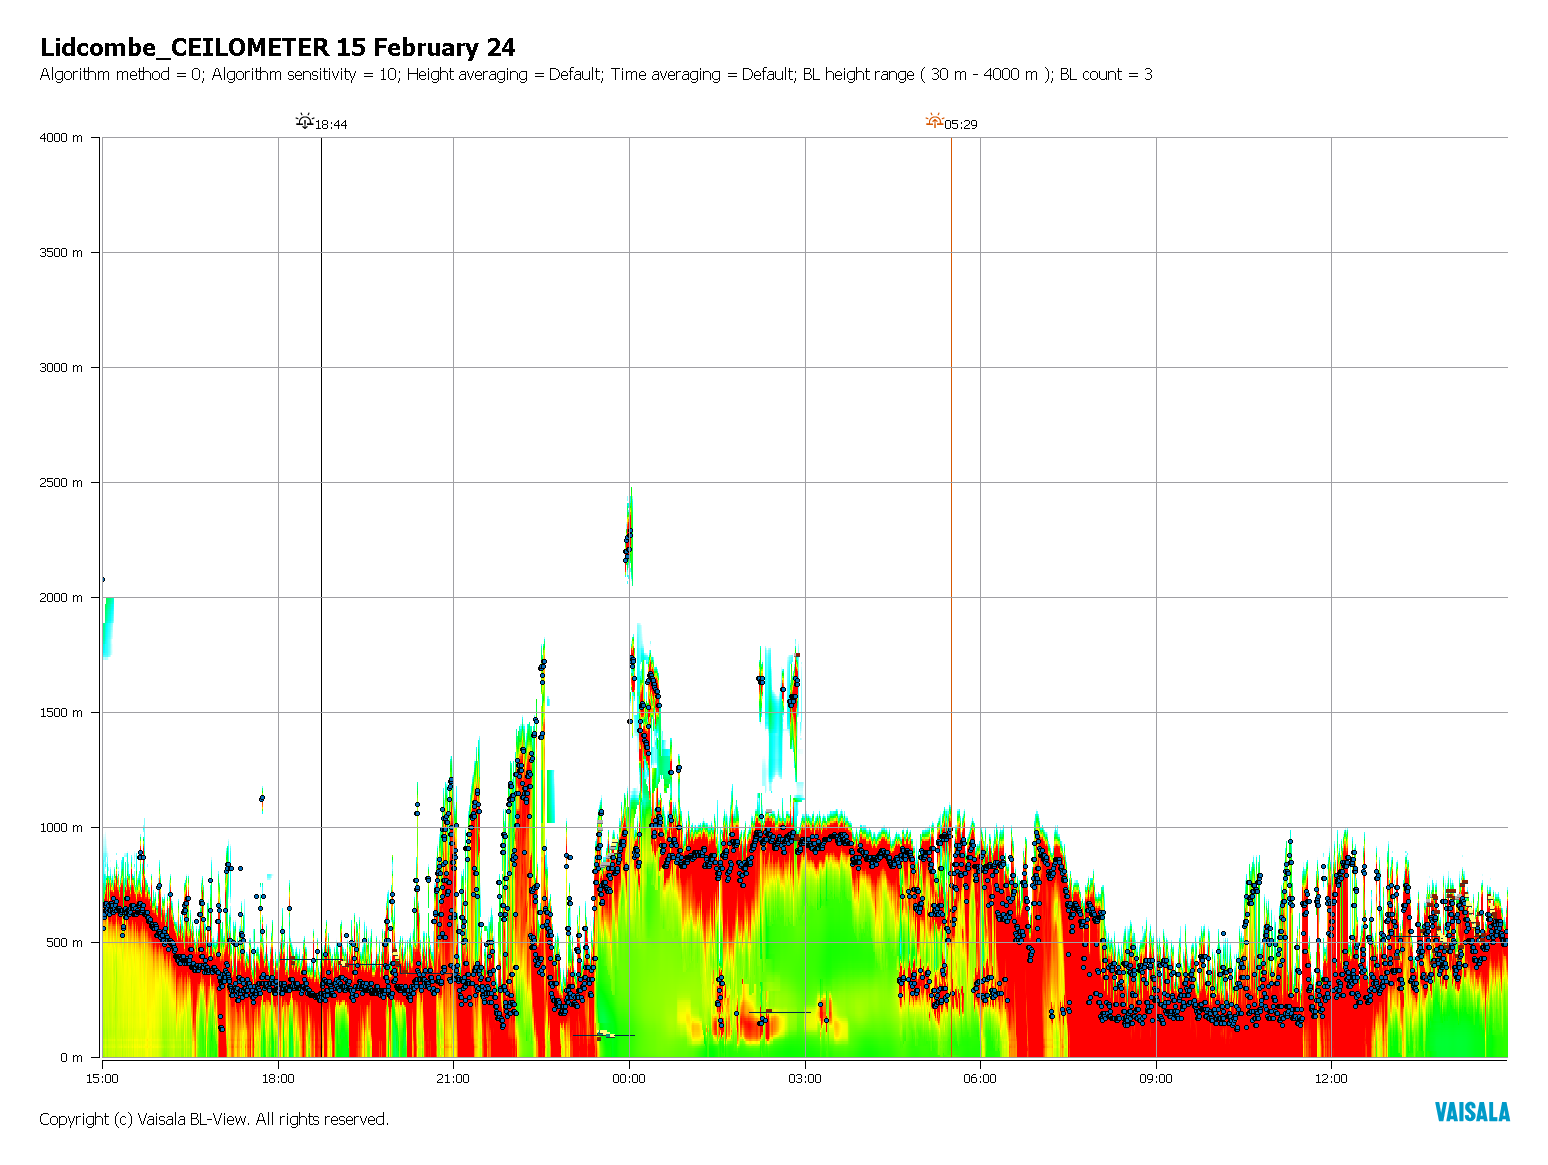 Lidcombe_CEILOMETER 15 February 24
Algorithm method = 0; Algorithm sensitivity = 10; Height averaging = Default; Time averaging = Default; BL height range ( 30 m - 4000 m ); BL count = 3
18:44 05:29
4000 m
3500 m
3000 m
2500 m
2000 m
1500 m
1000 m
500 m
0 m
15:00 18:00 21:00 00:00 03:00 06:00 09:00 12:00
Copyright (c) Vaisala BL-View. All rights reserved.
VAISALA